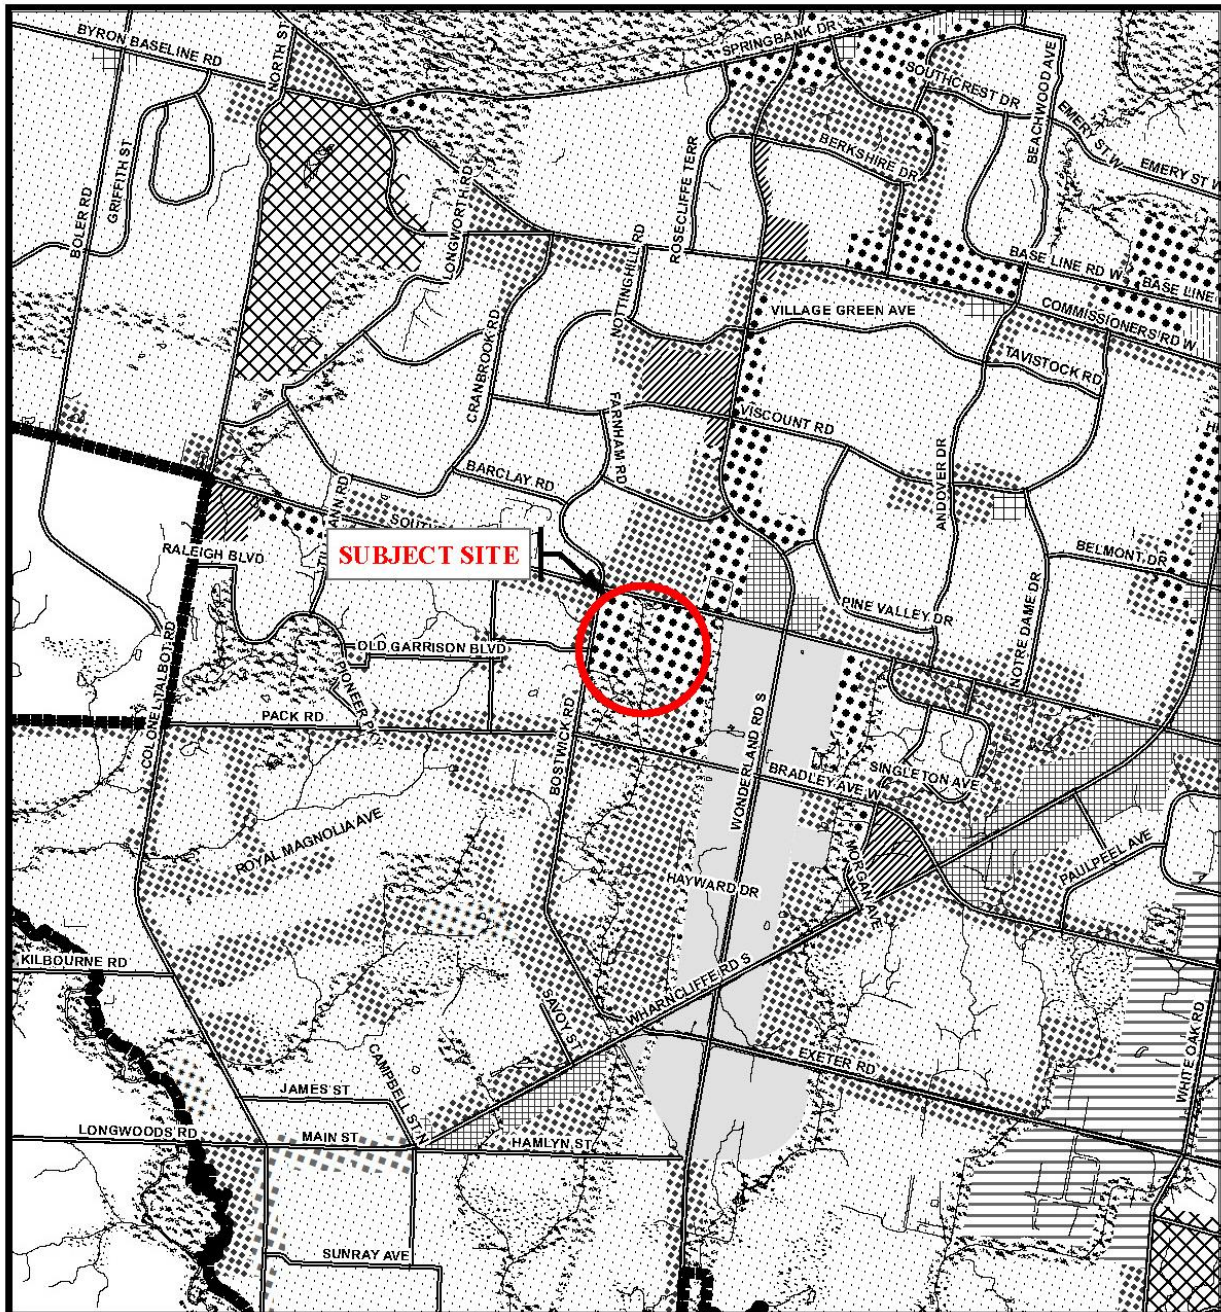 BYRON BASELINE RD
NORTH ST
SPRINGBANK DR
SOUTHCREST DR
BEACHWOOD AVE
EMERY ST W
EMERY ST W
BERKSHIRE DR
GRIFFITH ST
BOLER RD
LONGWORTH RD
ROSECLIFFE TERR
NOTTINGHILL RD
BASE LINE RD W
BASE LINE
COMMISSIONERS RD W
VILLAGE GREEN AVE
TAVISTOCK RD
CRANBROOK RD
FARNHAM RD
VISCOUNT RD
ANDOVER DR
BARCLAY RD
SUBJECT SITE
RALEIGH BLVD
BELMONT DR
PINE VALLEY DR
NOTRE DAME DR
OLD GARRISON BLVD
PIONEER PKY
COLONEL TALBOT RD
PACK RD
BOSTWICK RD
WONDERLAND RD S
BRADLEY AVE W
SINGLETON AVE
ROYAL MAGNOLIA AVE
HAYWARD DR
MORGAN AVE
PAULPEEL AVE
KILBOURNE RD
WHARNCLIFFE RD S
SAVOY ST
EXETER RD
WHITE OAK RD
JAMES ST
CAMPBELL ST N
LONGWOODS RD
MAIN ST
HAMLYN ST
SUNRAY AVE